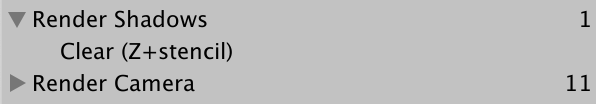 Render Shadows 1
Clear (Z+stencil)
Render Camera 11